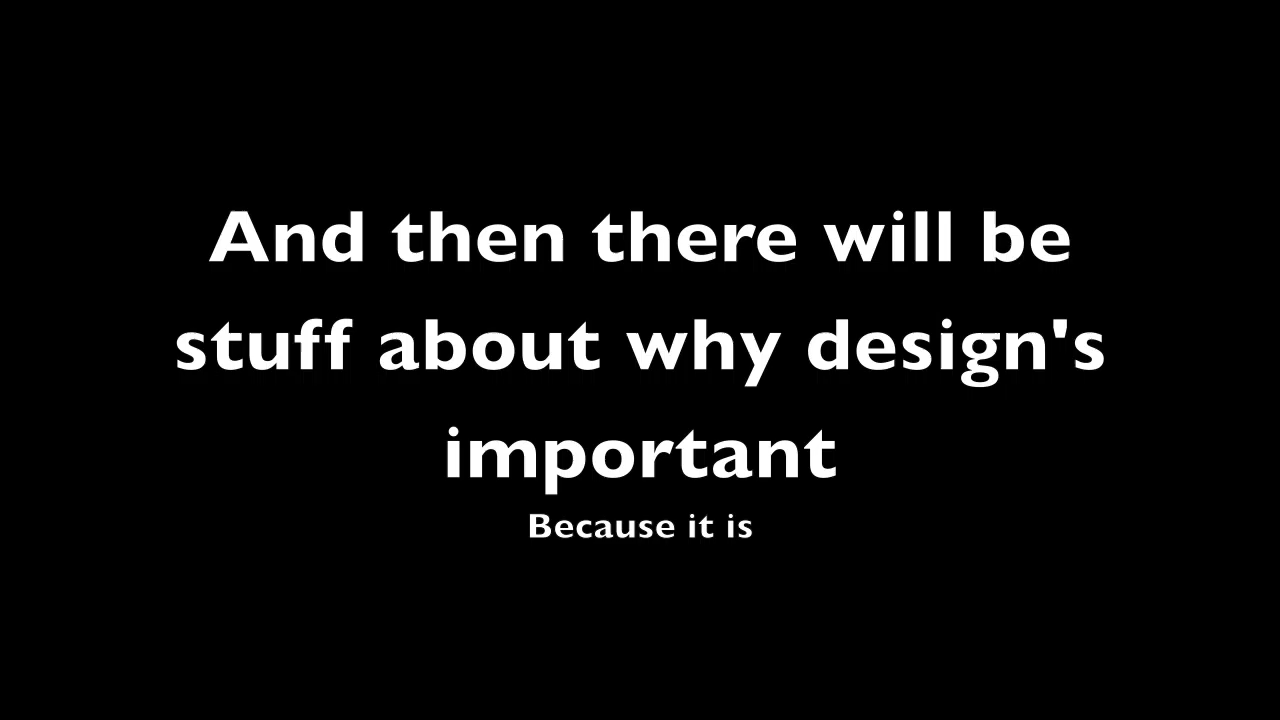 And then there will be
stuff about why design's
important
Because it is